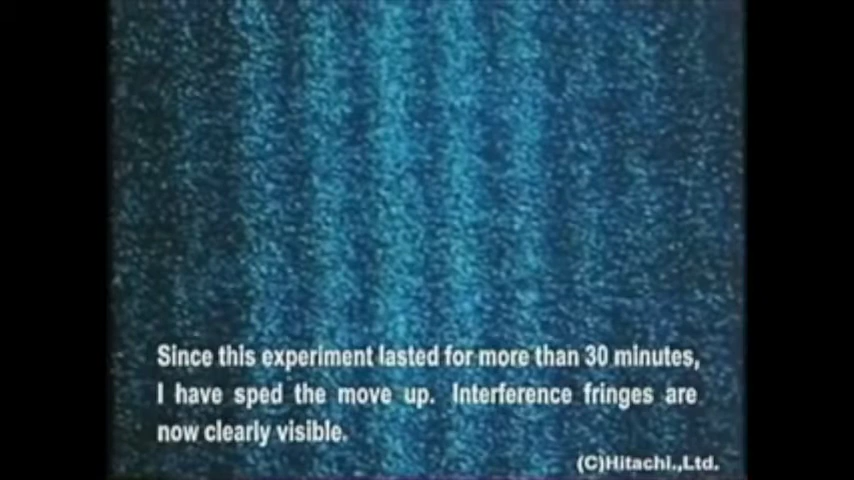 Since this experiment lasted for more than 30 minutes,
I have sped the move up. Interference fringes are
now clearly visible.
(C)Hitachi.,Ltd.